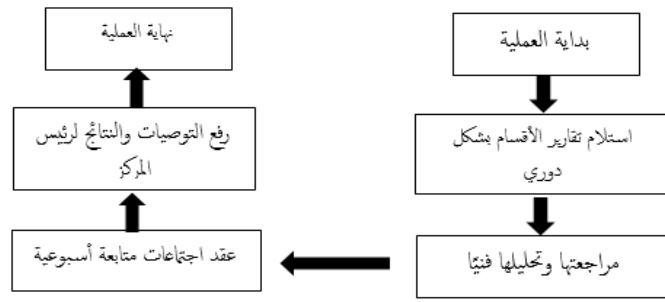 بداية العملية
استلام تقارير الأقسام بشكل
دوري
مراجعتها وتحليلها فنيًا
عقد اجتماعات متابعة أسبوعية
رفع التوصيات والنتائج لرئيس
المركز
نهاية العملية